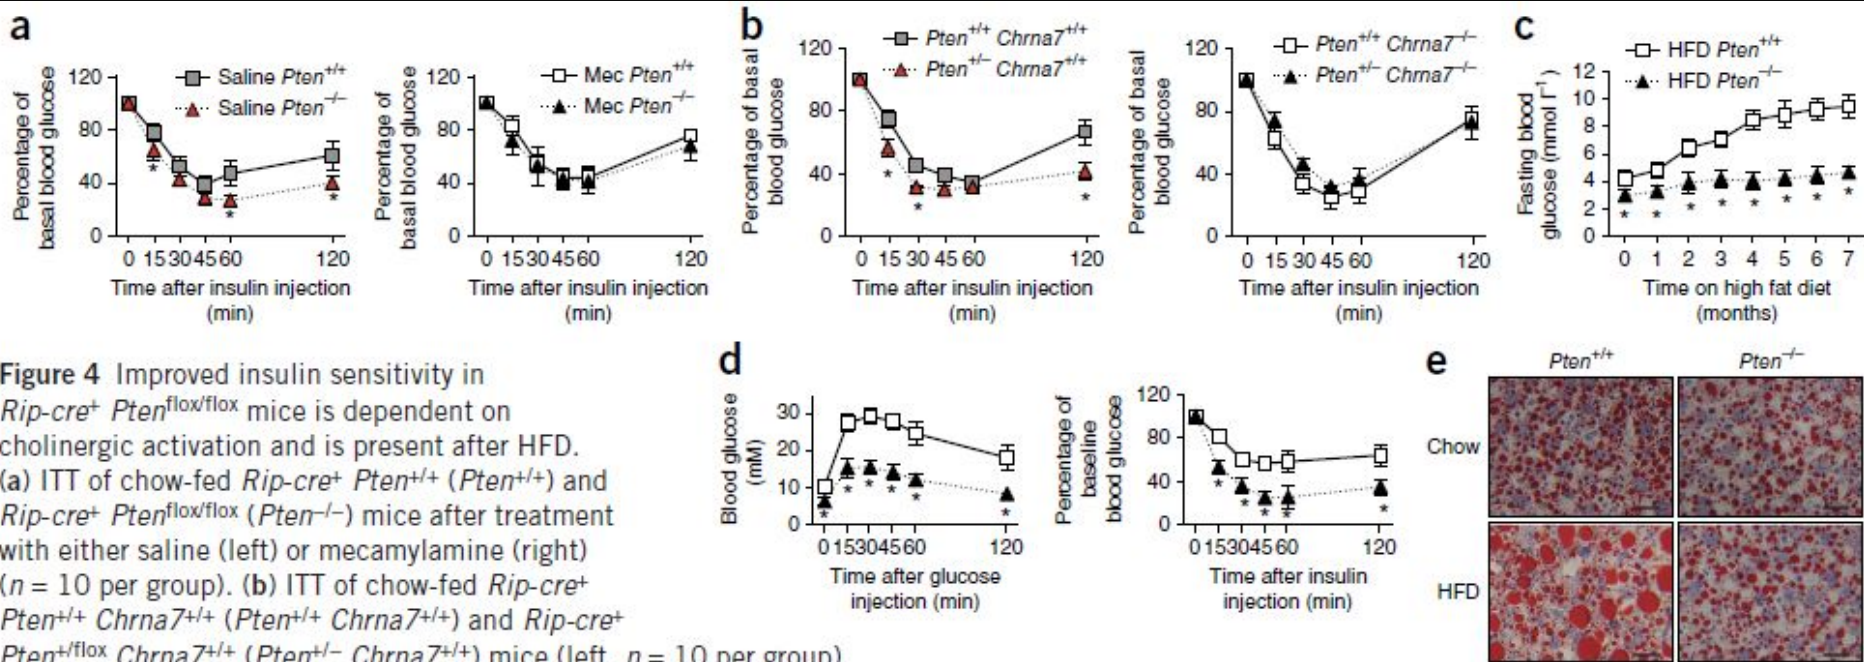 a
Percentage of
basal blood glucose
120
80
40
0
Saline Pten+/+
Saline Pten–/–
0 15 30 45 60 120
Time after insulin injection
(min)
Percentage of
basal blood glucose
120
80
40
0
Mec Pten+/+
Mec Pten–/–
0 15 30 45 60 120
Time after insulin injection
(min)
b
Percentage of basal
blood glucose
120
80
40
0
Pten+/+ Chrna7+/+
Pten+/– Chrna7+/+
0 15 30 45 60 120
Time after insulin injection
(min)
Percentage of basal
blood glucose
120
80
40
0
Pten+/+ Chrna7–/–
Pten+/– Chrna7–/–
0 15 30 45 60 120
Time after insulin injection
(min)
c
Fasting blood
glucose (mmol l–1)
12
10
8
6
4
2
0
HFD Pten+/+
HFD Pten–/–
* * * * * * * *
0 1 2 3 4 5 6 7
Time on high fat diet
(months)
Figure 4 Improved insulin sensitivity in
Rip-cre+ Ptenflox/flox mice is dependent on
cholinergic activation and is present after HFD.
(a) ITT of chow-fed Rip-cre+ Pten+/+ (Pten+/+) and
Rip-cre+ Ptenflox/flox (Pten–/–) mice after treatment
with either saline (left) or mecamylamine (right)
(n = 10 per group). (b) ITT of chow-fed Rip-cre+
Pten+/+ Chrna7+/+ (Pten+/+ Chrna7+/+) and Rip-cre+
Pten+/flox Chrna7+/+ (Pten+/– Chrna7+/+) mice (left, n = 10 per group)
d
Blood glucose
(mM)
30
20
10
0
0 15 30 45 60 120
Time after glucose
injection (min)
Percentage of
baseline
blood glucose
120
80
40
0
0 15 30 45 60 120
Time after insulin
injection (min)
e
Pten+/+ Pten–/–
Chow
HFD